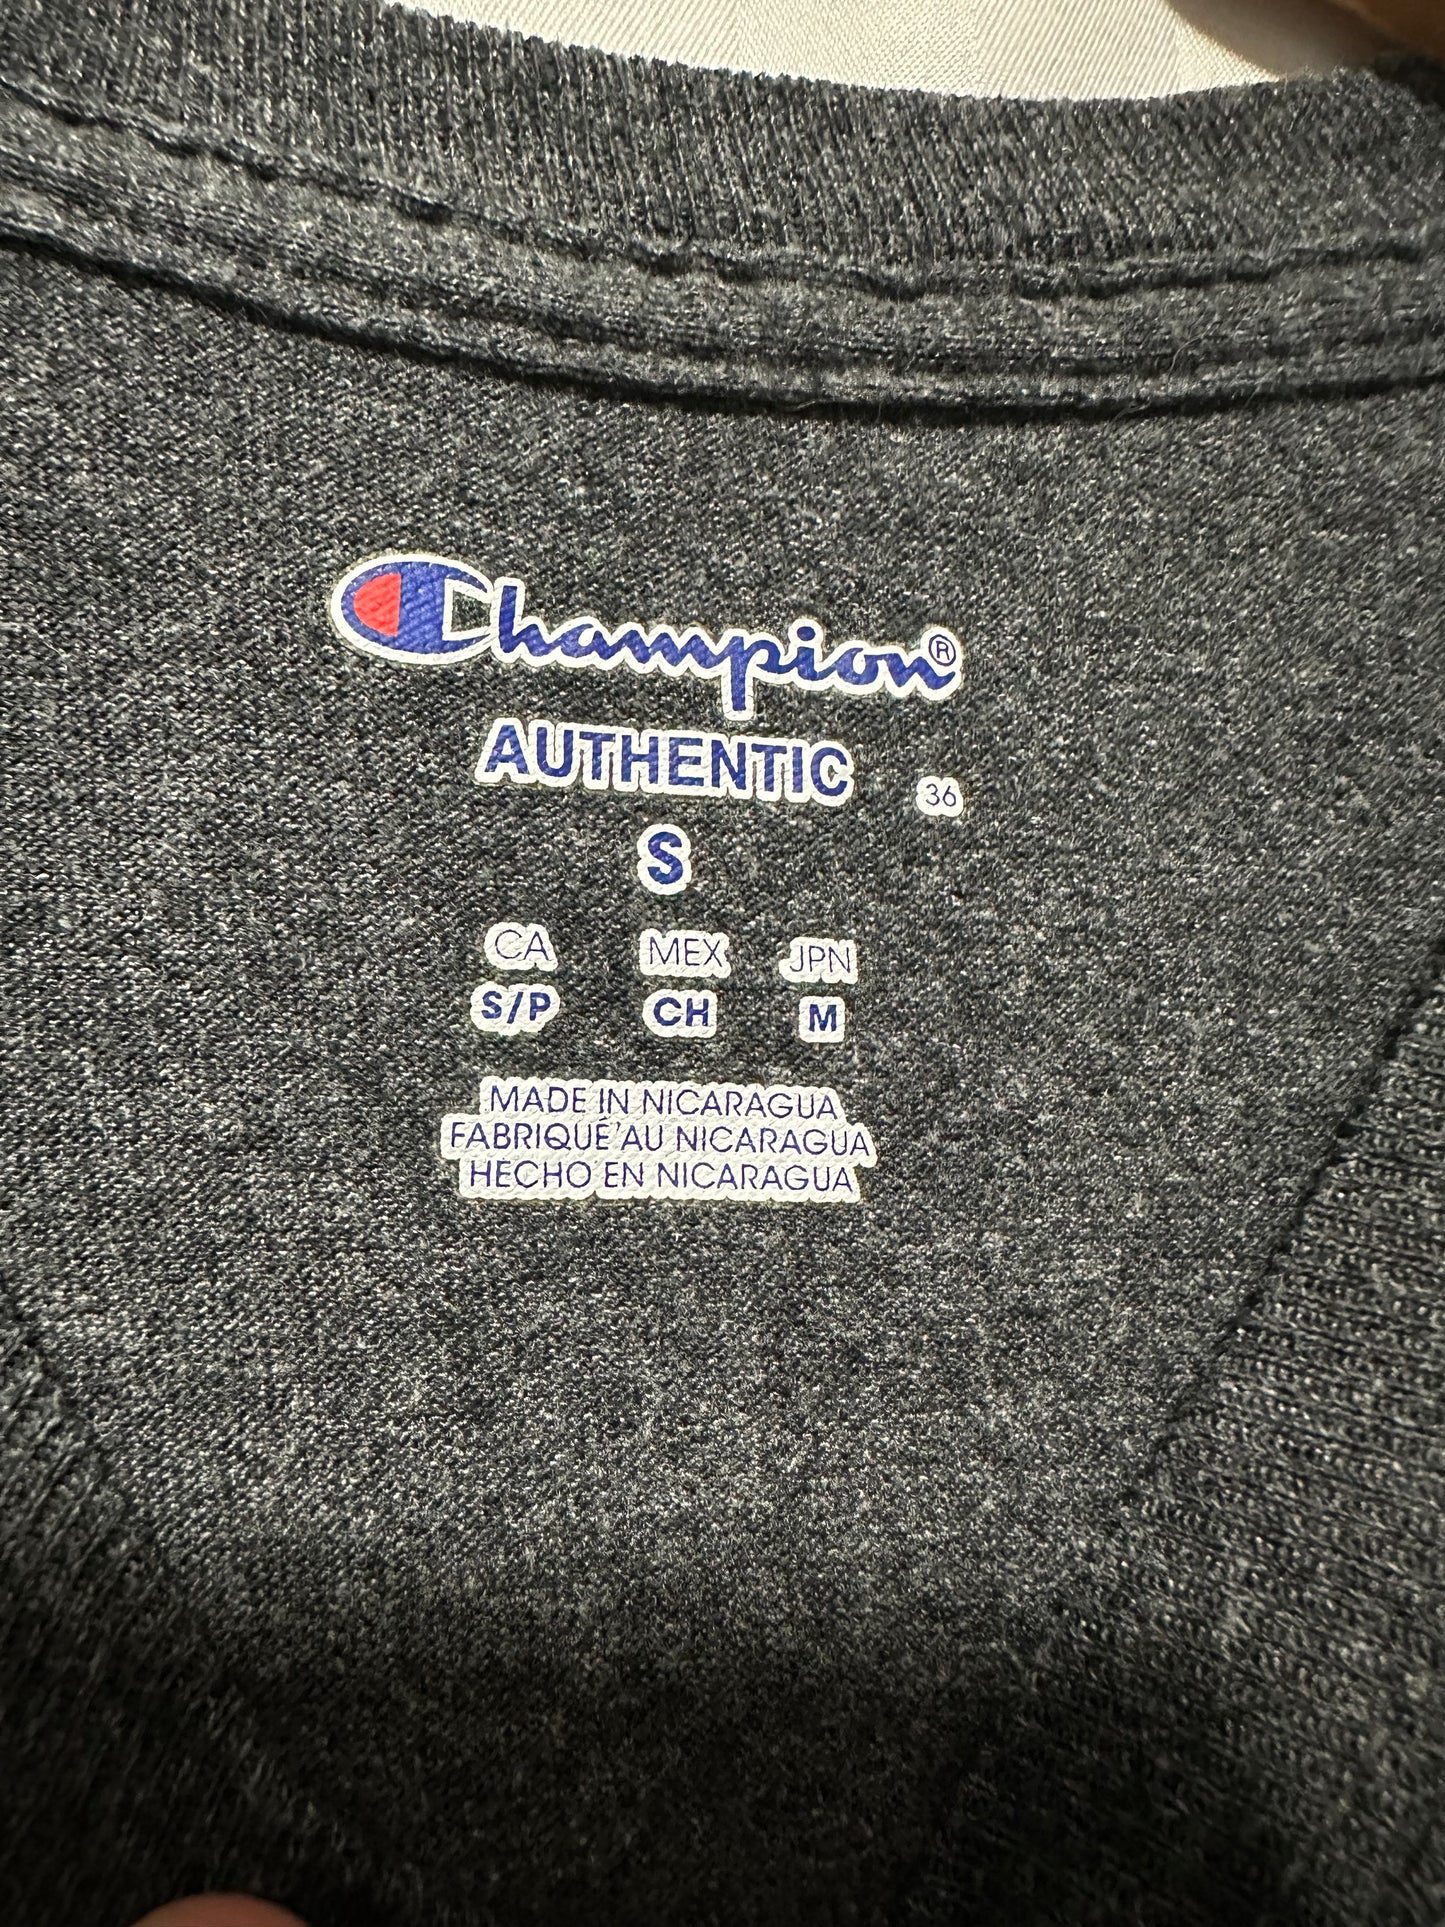 Champion®
AUTHENTIC 36
S
CA MEX JPN
S/P CH M
MADE IN NICARAGUA
FABRIQUÉ AU NICARAGUA
HECHO EN NICARAGUA